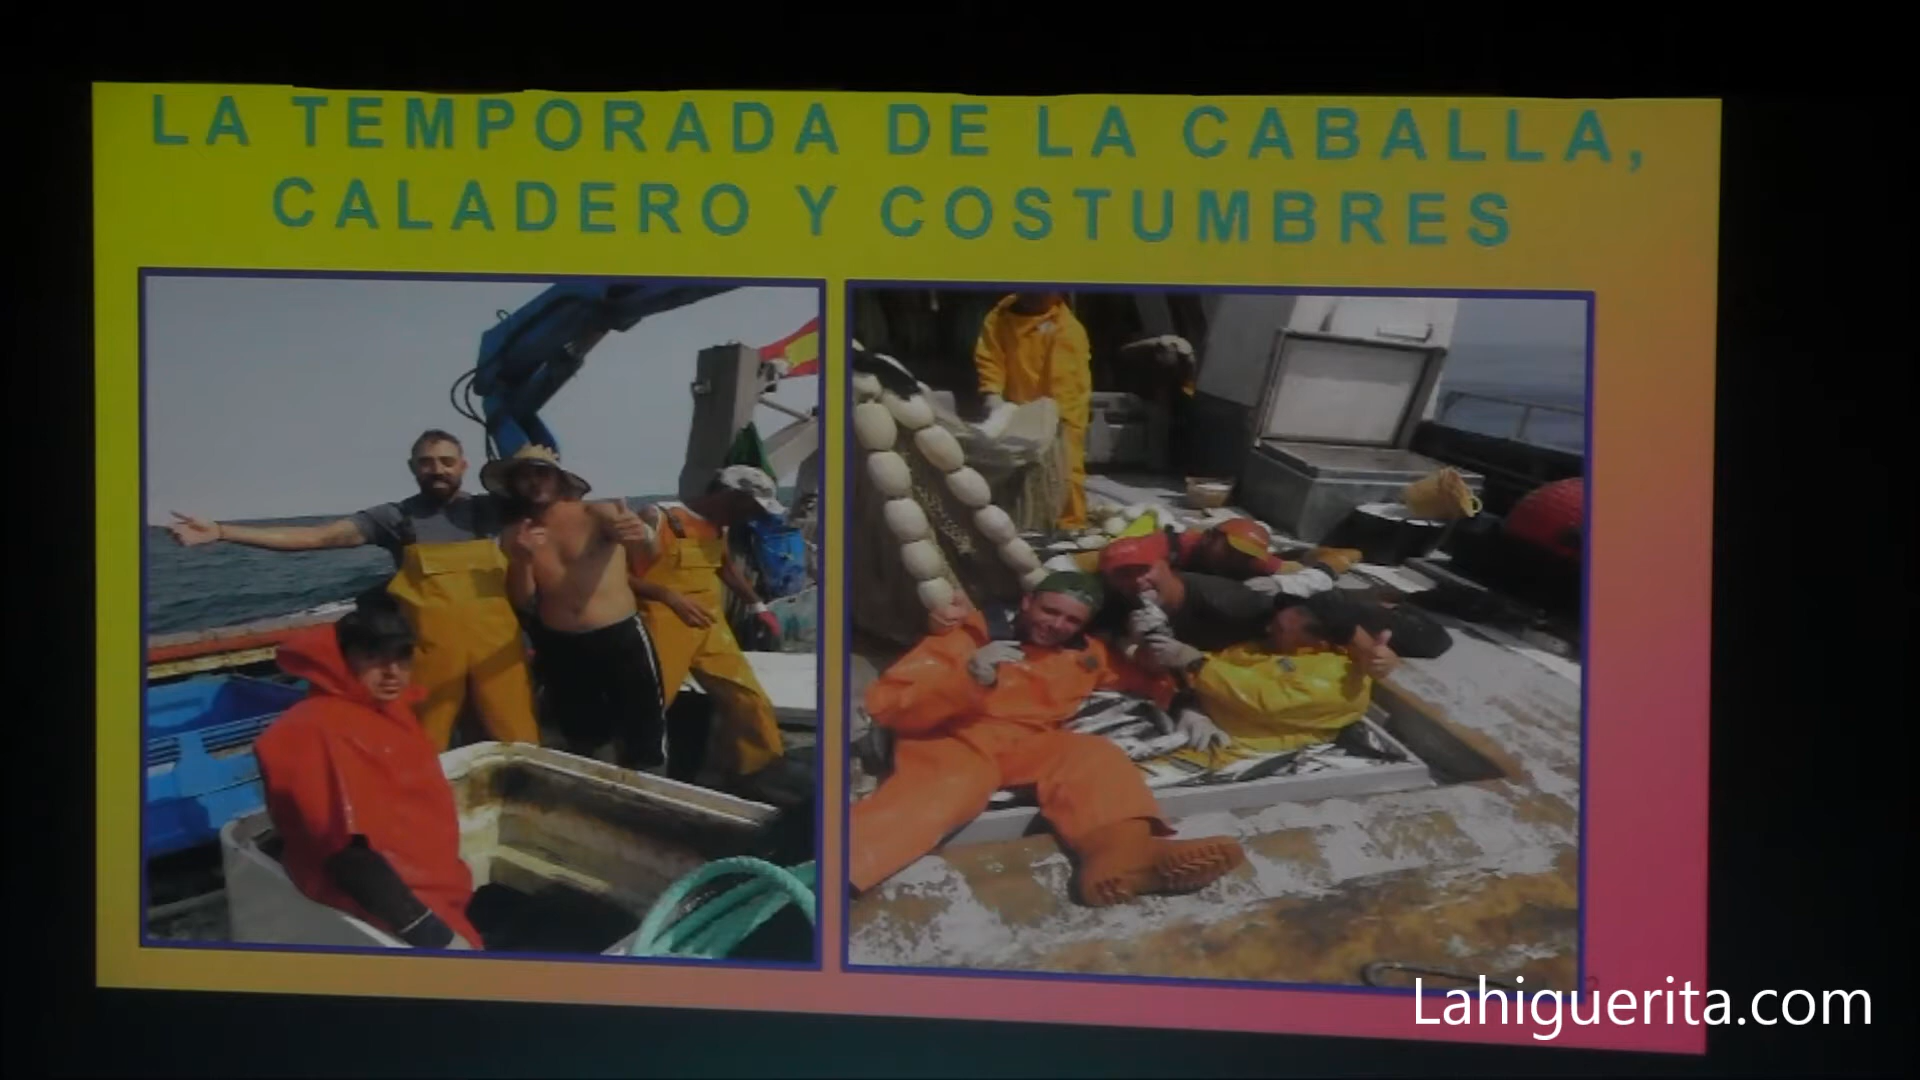 LA TEMPORADA DE LA CABALLA,
CALADERO Y COSTUMBRES
Lahiguerita.com